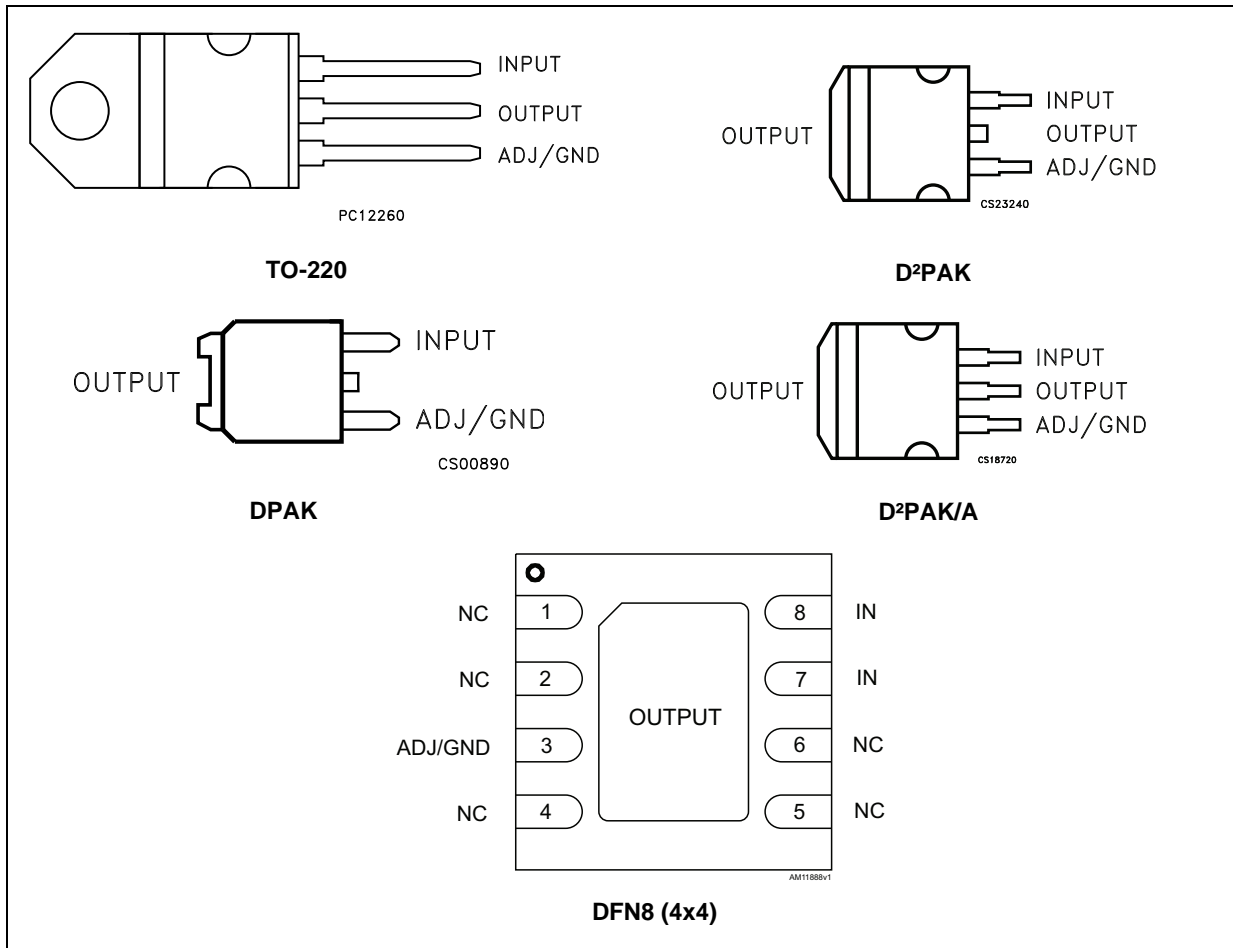 INPUT
OUTPUT
ADJ/GND
PC12260
TO-220
OUTPUT
INPUT
OUTPUT
ADJ/GND
CS23240
D²PAK
OUTPUT
INPUT
ADJ/GND
CS00890
DPAK
OUTPUT
INPUT
OUTPUT
ADJ/GND
CS18720
D²PAK/A
NC 1 8 IN
NC 2 7 IN
OUTPUT
ADJ/GND 3 6 NC
NC 4 5 NC
AM11888v1
DFN8 (4x4)